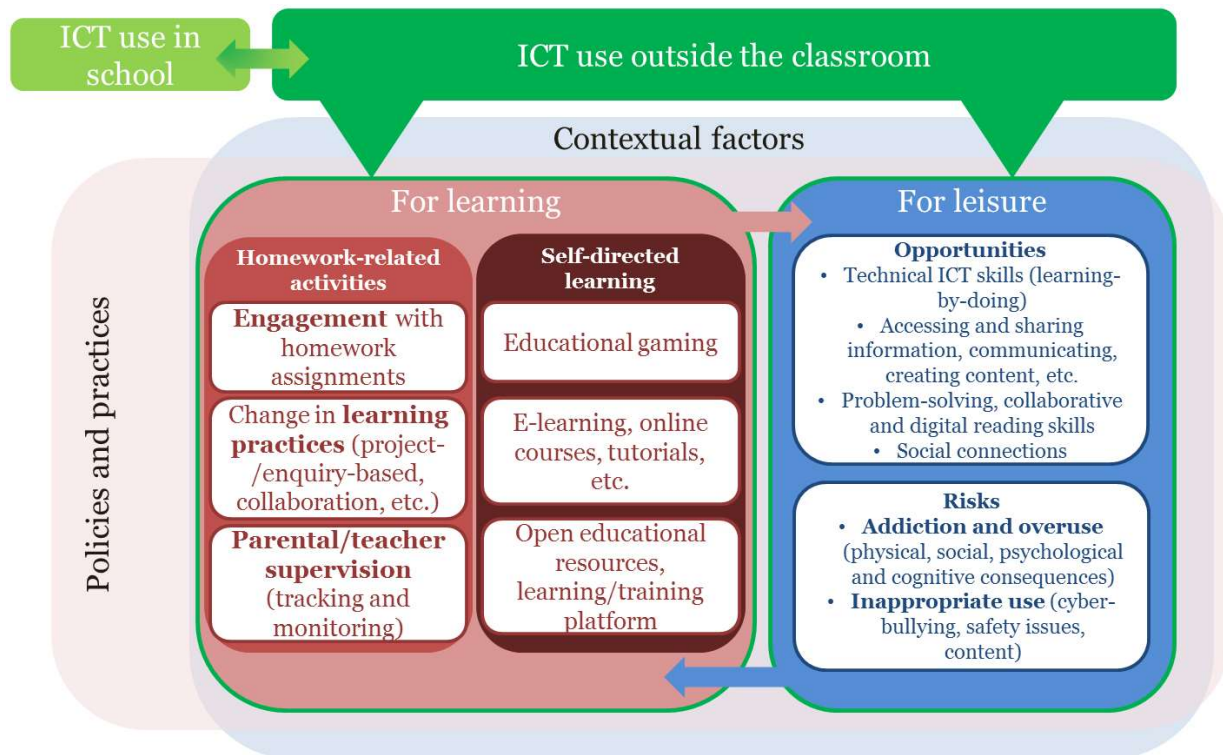 ICT use in
school
ICT use outside the classroom
Contextual factors
Policies and practices
For learning
Homework-related
activities
Engagement with
homework
assignments
Change in learning
practices (project-
/enquiry-based,
collaboration, etc.)
Parental/teacher
supervision
(tracking and
monitoring)
Self-directed
learning
Educational gaming
E-learning, online
courses, tutorials,
etc.
Open educational
resources,
learning/training
platform
For leisure
Opportunities
• Technical ICT skills (learning-
by-doing)
• Accessing and sharing
information, communicating,
creating content, etc.
• Problem-solving, collaborative
and digital reading skills
• Social connections
Risks
• Addiction and overuse
(physical, social, psychological
and cognitive consequences)
• Inappropriate use (cyber-
bullying, safety issues,
content)